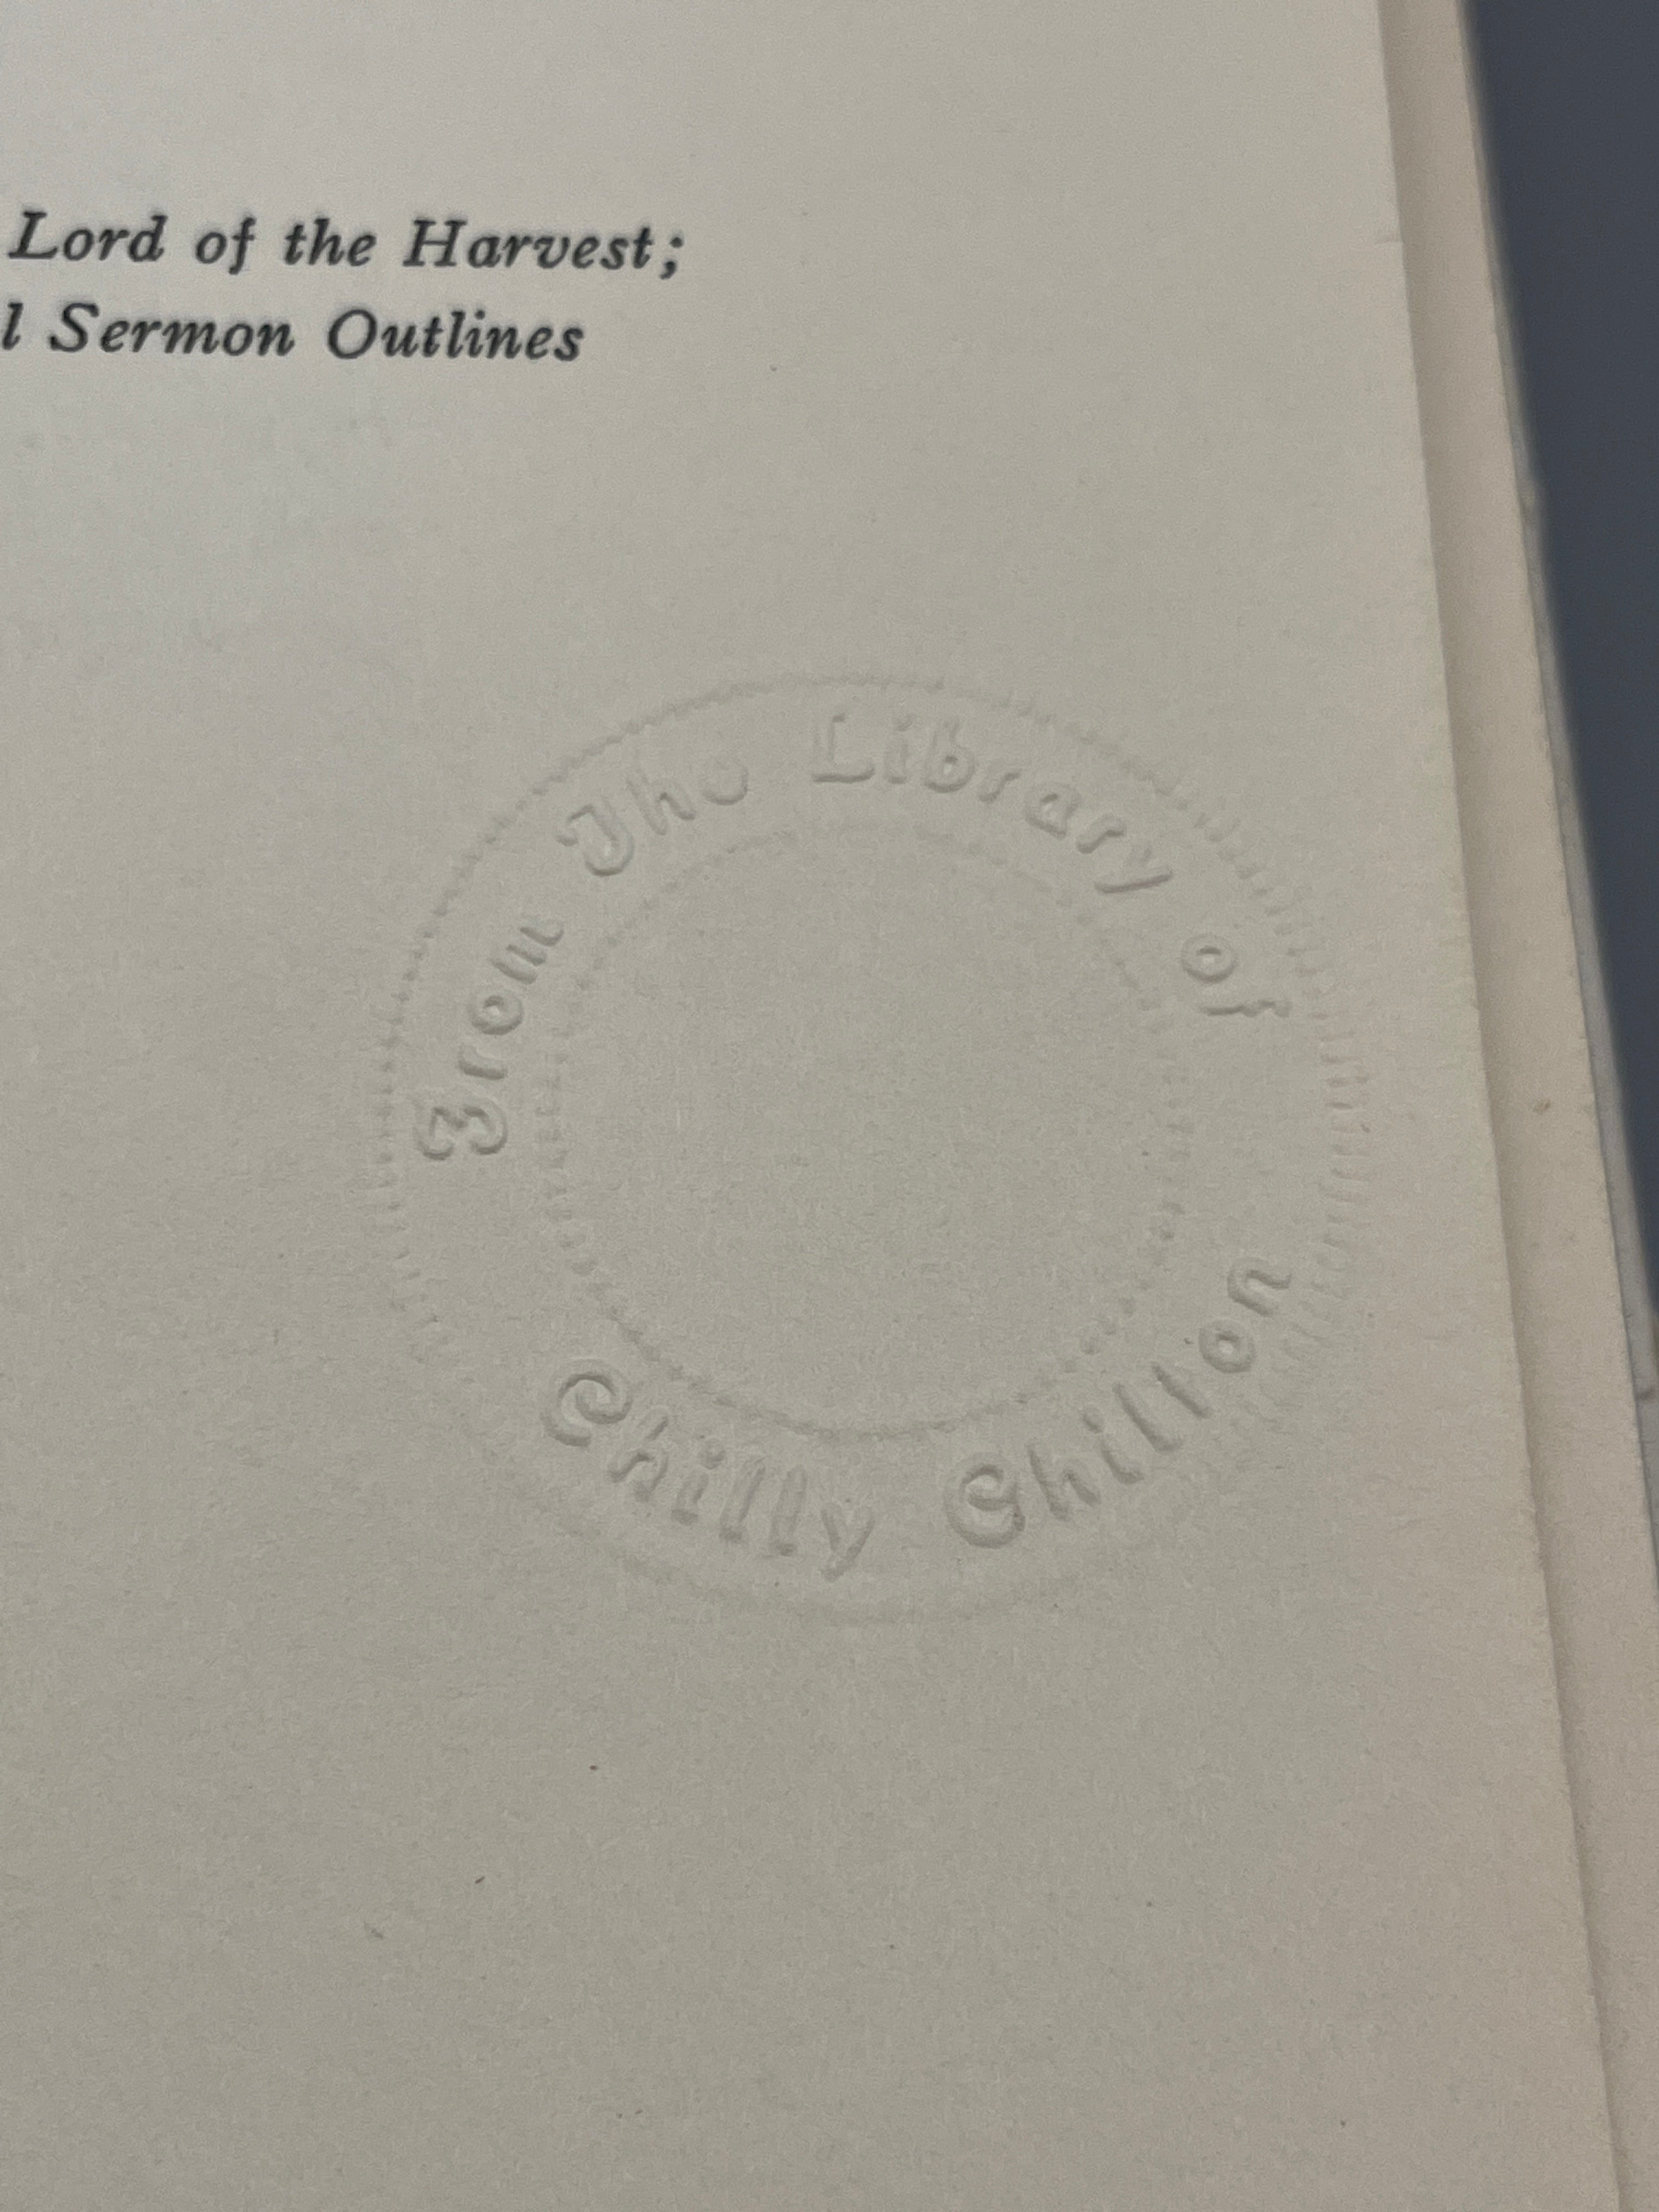 Lord of the Harvest;
l Sermon Outlines
From The Library of
Chilly Chilton